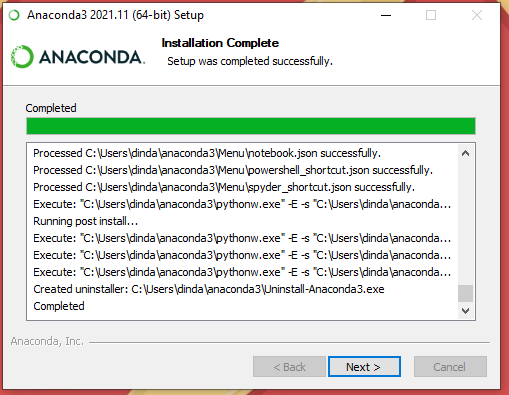 Anaconda3 2021.11 (64-bit) Setup
Installation Complete
Setup was completed successfully.
ANACONDA.
Completed
Processed C:\Users\dinda\anaconda3\Menu\notebook.json successfully.
Processed C:\Users\dinda\anaconda3\Menu\powershell_shortcut.json successfully.
Processed C:\Users\dinda\anaconda3\Menu\spyder_shortcut.json successfully.
Execute: "C:\Users\dinda\anaconda3\pythonw.exe" -E -s "C:\Users\dinda\anaconda...
Running post install...
Execute: "C:\Users\dinda\anaconda3\pythonw.exe" -E -s "C:\Users\dinda\anaconda...
Execute: "C:\Users\dinda\anaconda3\pythonw.exe" -E -s "C:\Users\dinda\anaconda...
Execute: "C:\Users\dinda\anaconda3\pythonw.exe" -E -s "C:\Users\dinda\anaconda...
Created uninstaller: C:\Users\dinda\anaconda3\Uninstall-Anaconda3.exe
Completed
Anaconda, Inc.
< Back
Next >
Cancel